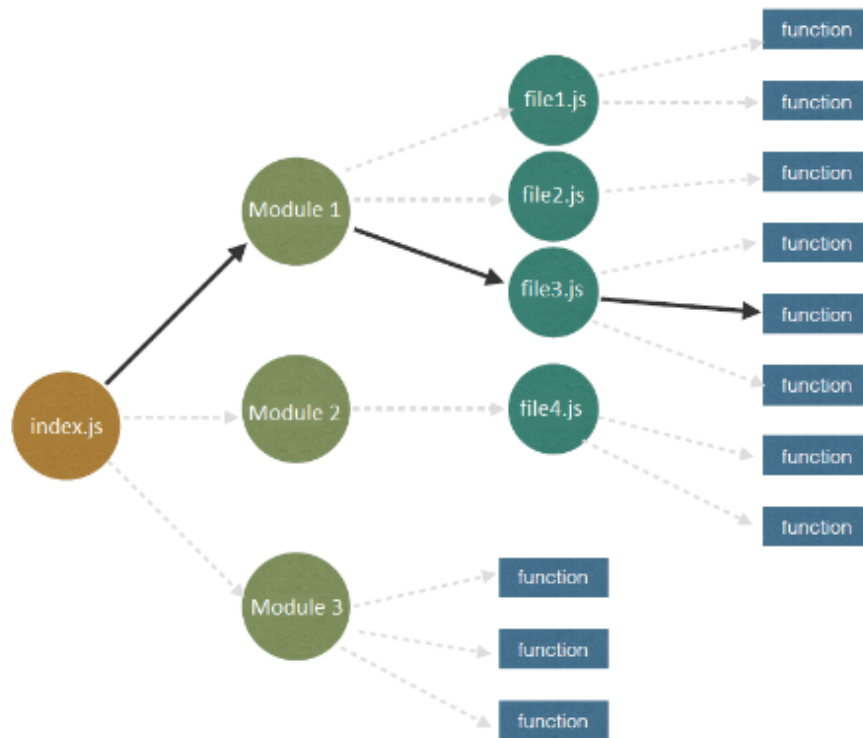 function
file1.js
function
function
file2.js
Module 1
function
file3.js
function
function
Module 2
file4.js
index.js
function
function
function
Module 3
function
function